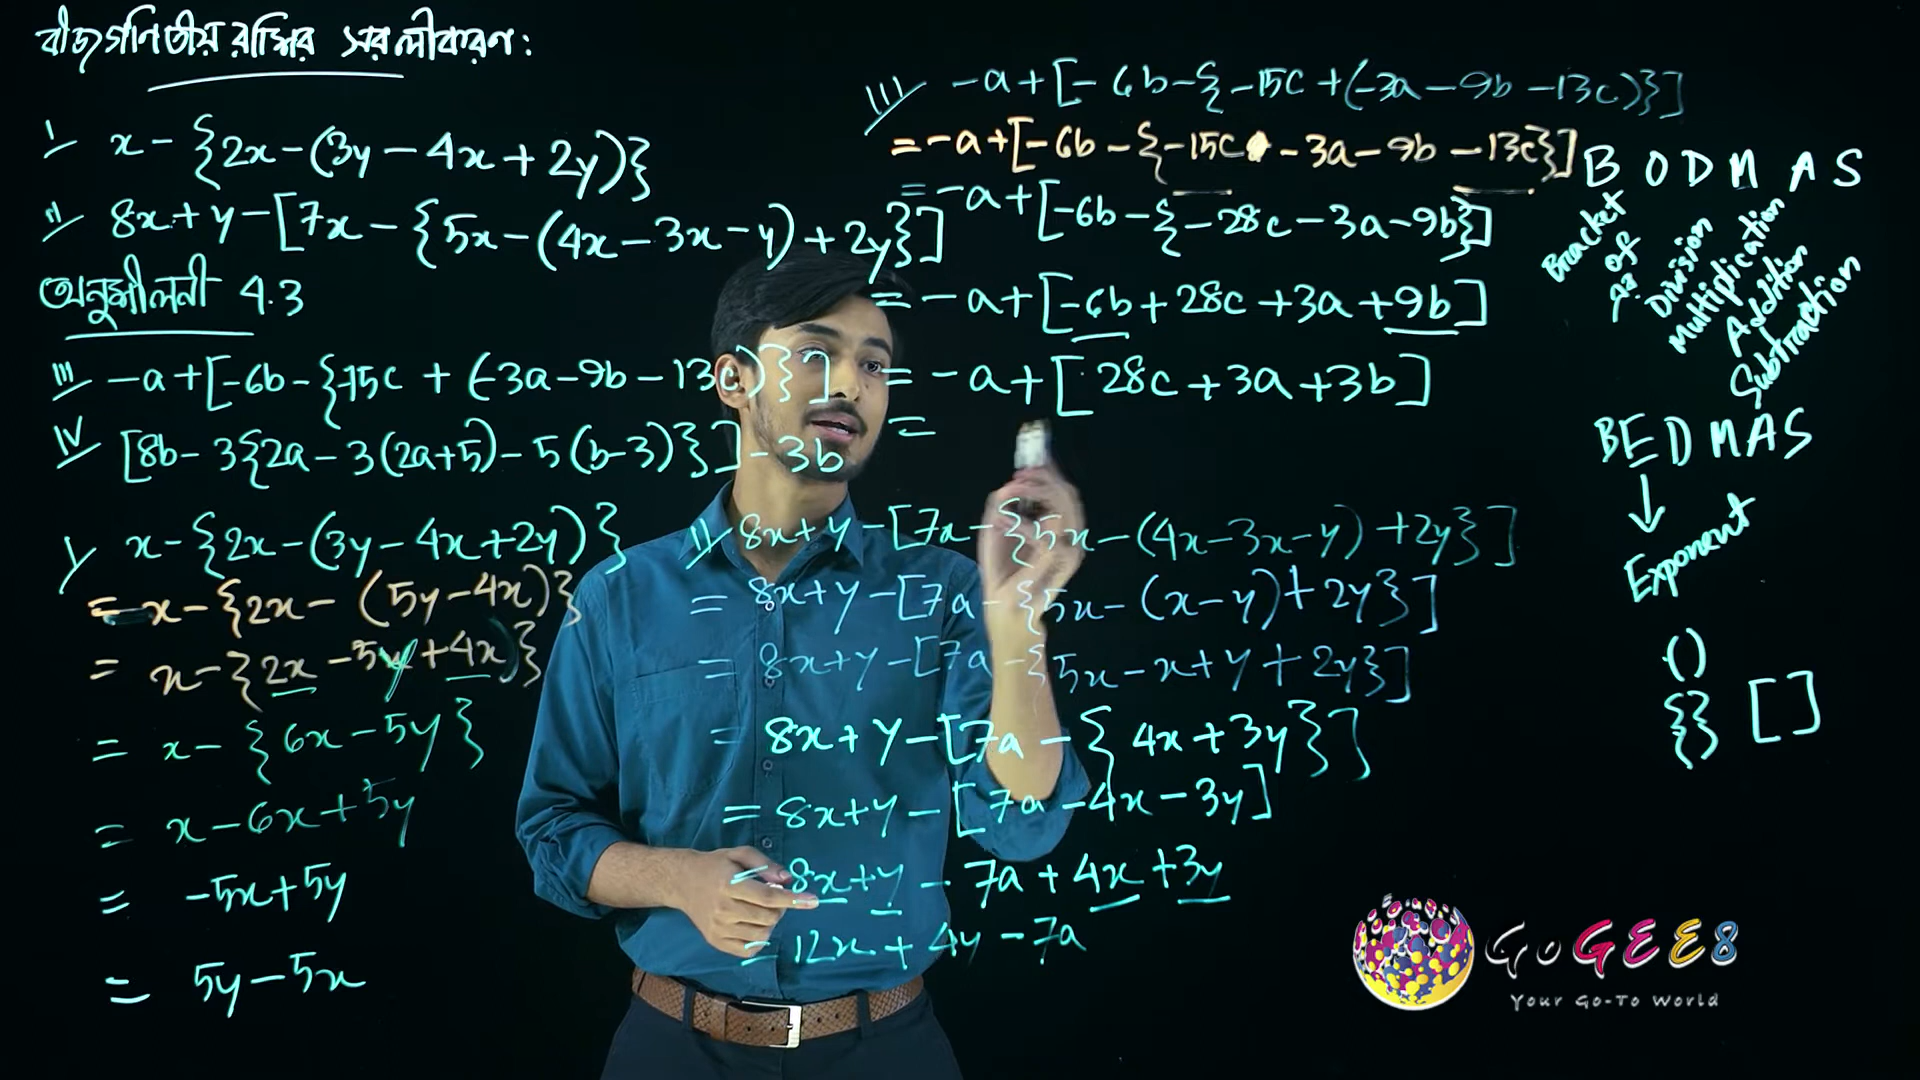 বীজগণিতীয় রাশির সরলীকরণ:
i) x-{2x-(3y-4x+2y)}
ii) 8x+y-[7x-{5x-(4x-3x-y)+2y}]
অনুশীলনী 4.3
iii) -a+[-6b-{-15c+(-3a-9b-13c)}]
iv) [8b-3{2a-3(2a+5)-5(b-3)}]-3b
i) x-{2x-(3y-4x+2y)}
= x-{2x-(5y-4x)}
= x-{2x-5y+4x)}
= x-{6x-5y}
= x-6x+5y
= -5x+5y
= 5y-5x
ii) 8x+y-[7a-{5x-(4x-3x-y)+2y}]
= 8x+y-[7a-{5x-(x-y)+2y}]
= 8x+y-[7a-{5x-x+y+2y}]
= 8x+y-[7a-{4x+3y}]
= 8x+y-[7a-4x-3y]
= 8x+y-7a+4x+3y
= 12x+4y-7a
iii) -a+[-6b-{-15c+(-3a-9b-13c)}]
= -a+[-6b-{-15c-3a-9b-13c}]
= -a+[-6b-{-28c-3a-9b}]
= -a+[-6b+28c+3a+9b]
= -a+[28c+3a+3b]
=
B O D M A S
Bracket
of
Division
Multiplication
Addition
Subtraction
BEDMAS
Exponent
()
{} []
GoGEE8
Your Go-To World